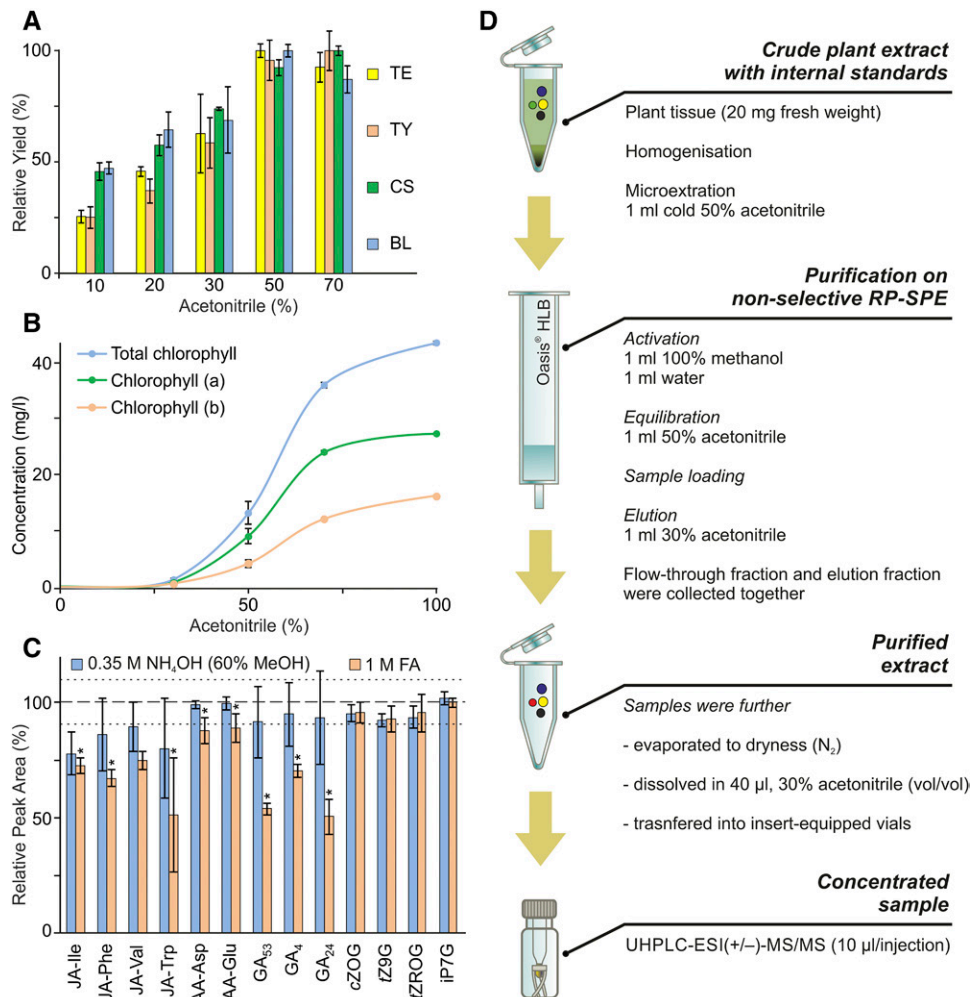 A
Relative Yield (%)
100
50
0
10 20 30 50 70
Acetonitrile (%)
TE
TY
CS
BL
B
Concentration (mg/l)
40
20
0
Total chlorophyll
Chlorophyll (a)
Chlorophyll (b)
0 50 100
Acetonitrile (%)
C
Relative Peak Area (%)
0.35 M NH₄OH (60% MeOH) 1 M FA
100
50
0
* * * * * * * *
JA-Ile
JA-Phe
JA-Val
JA-Trp
AA-Asp
AA-Glu
GA₅₃
GA₄
GA₂₄
cZOG
tZ9G
tZROG
iP7G
D
Crude plant extract
with internal standards
Plant tissue (20 mg fresh weight)
Homogenisation
Microextration
1 ml cold 50% acetonitrile
Purification on
non-selective RP-SPE
Oasis® HLB
Activation
1 ml 100% methanol
1 ml water
Equilibration
1 ml 50% acetonitrile
Sample loading
Elution
1 ml 30% acetonitrile
Flow-through fraction and elution fraction
were collected together
Purified
extract
Samples were further
- evaporated to dryness (N₂)
- dissolved in 40 µl, 30% acetonitrile (vol/vol)
- trasnfered into insert-equipped vials
Concentrated
sample
UHPLC-ESI(+/–)-MS/MS (10 µl/injection)